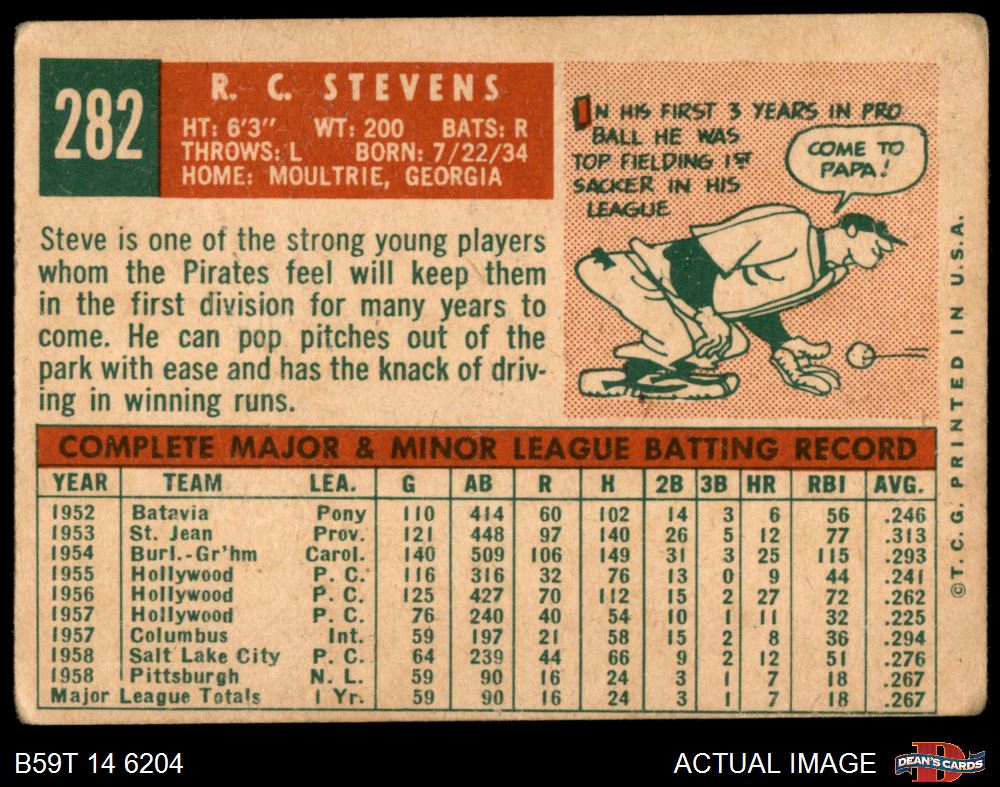 282
R. C. STEVENS
HT: 6'3" WT: 200 BATS: R
THROWS: L BORN: 7/22/34
HOME: MOULTRIE, GEORGIA
Steve is one of the strong young players
whom the Pirates feel will keep them
in the first division for many years to
come. He can pop pitches out of the
park with ease and has the knack of driv-
ing in winning runs.
IN HIS FIRST 3 YEARS IN PRO
BALL HE WAS
TOP FIELDING 1ST
SACKER IN HIS
LEAGUE
COME TO
PAPA!
COMPLETE MAJOR & MINOR LEAGUE BATTING RECORD
YEAR TEAM LEA. G AB R H 2B 3B HR RBI AVG.
1952 Batavia Pony 110 414 60 102 14 3 6 56 .246
1953 St. Jean Prov. 121 448 97 140 26 5 12 77 .313
1954 Burl.-Gr'hm Carol. 140 509 106 149 31 3 25 115 .293
1955 Hollywood P. C. 116 316 32 76 13 0 9 44 .241
1956 Hollywood P. C. 125 427 70 112 15 2 27 72 .262
1957 Hollywood P. C. 76 240 40 54 10 1 11 32 .225
1957 Columbus Int. 59 197 21 58 15 2 8 36 .294
1958 Salt Lake City P. C. 64 239 44 66 9 2 12 51 .276
1958 Pittsburgh N. L. 59 90 16 24 3 1 7 18 .267
Major League Totals 1 Yr. 59 90 16 24 3 1 7 18 .267
©T. C. G. PRINTED IN U.S.A.
B59T 14 6204
ACTUAL IMAGE
D
DEAN'S CARDS